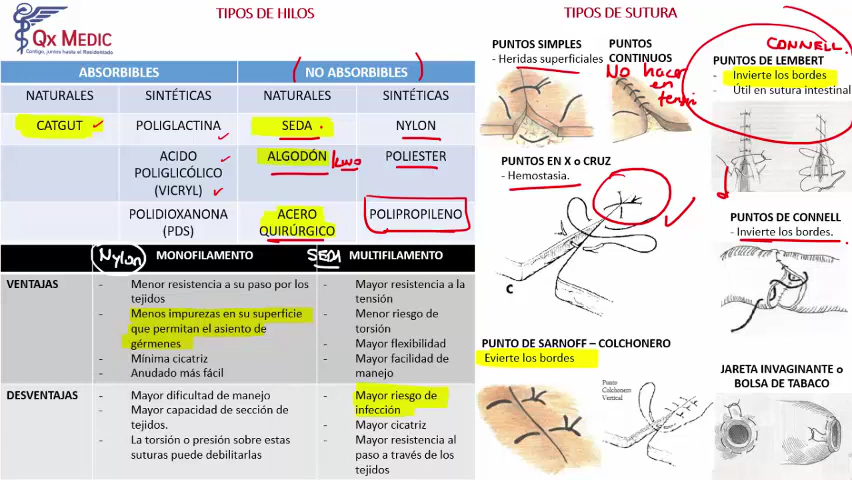 Qx MEDIC
Contigo, juntos hasta el Residentado
TIPOS DE HILOS
ABSORBIBLES
NO ABSORBIBLES
NATURALES
SINTÉTICAS
NATURALES
SINTÉTICAS
CATGUT
POLIGLACTINA
SEDA
NYLON
ACIDO
POLIGLICÓLICO
(VICRYL)
ALGODÓN
lino
POLIESTER
POLIDIOXANONA
(PDS)
ACERO
QUIRÚRGICO
POLIPROPILENO
Nylon
MONOFILAMENTO
SEDA
MULTIFILAMENTO
VENTAJAS
- Menor resistencia a su paso por los
tejidos
- Menos impurezas en su superficie
que permitan el asiento de
gérmenes
- Mínima cicatriz
- Anudado más fácil
- Mayor resistencia a la
tensión
- Menor riesgo de
torsión
- Mayor flexibilidad
- Mayor facilidad de
manejo
DESVENTAJAS
- Mayor dificultad de manejo
- Mayor capacidad de sección de
tejidos.
- La torsión o presión sobre estas
suturas puede debilitarlas
- Mayor riesgo de
infección
- Mayor cicatriz
- Mayor resistencia al
paso a través de los
tejidos
TIPOS DE SUTURA
PUNTOS SIMPLES
- Heridas superficiales
PUNTOS
CONTINUOS
No hacer
en
CONNELL.
PUNTOS DE LEMBERT
- Invierte los bordes
- Útil en sutura intestinal
PUNTOS EN X o CRUZ
- Hemostasia.
C
PUNTOS DE CONNELL
- Invierte los bordes.
PUNTO DE SARNOFF – COLCHONERO
Evierte los bordes
Punto
Colchonero
Vertical
JARETA INVAGINANTE o
BOLSA DE TABACO